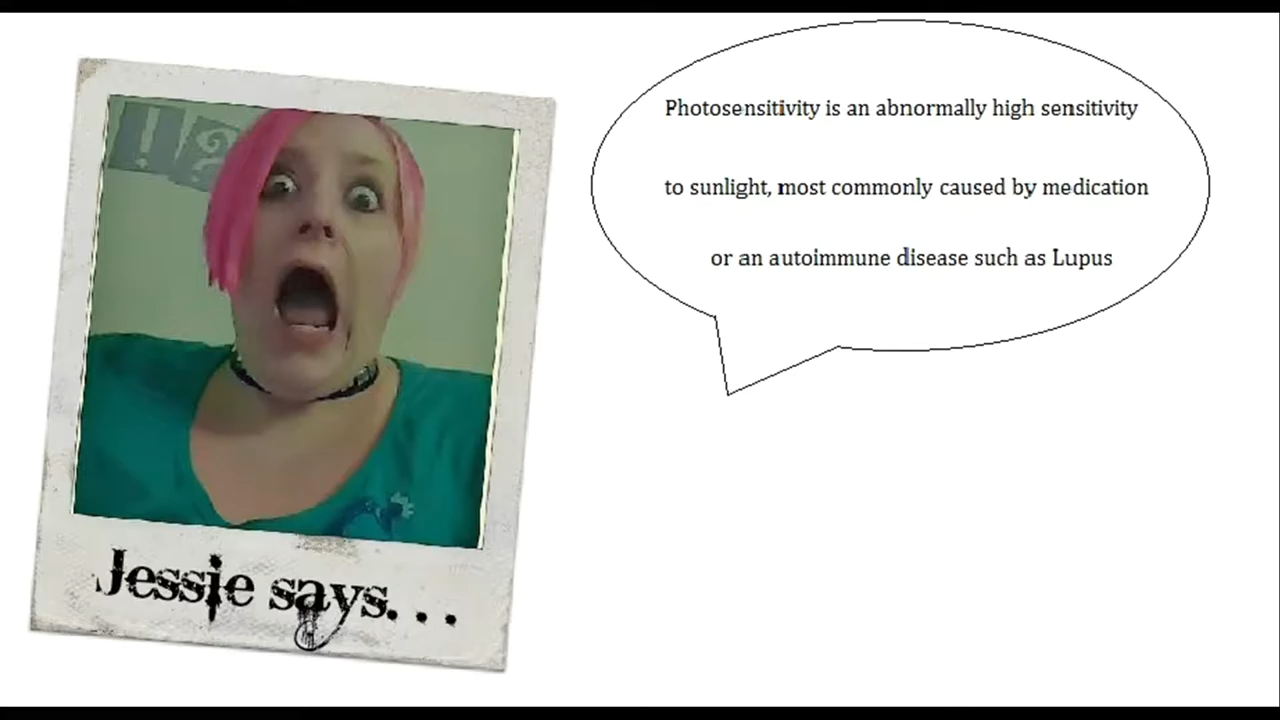 ! ?
Photosensitivity is an abnormally high sensitivity
to sunlight, most commonly caused by medication
or an autoimmune disease such as Lupus
Jessie says. . .